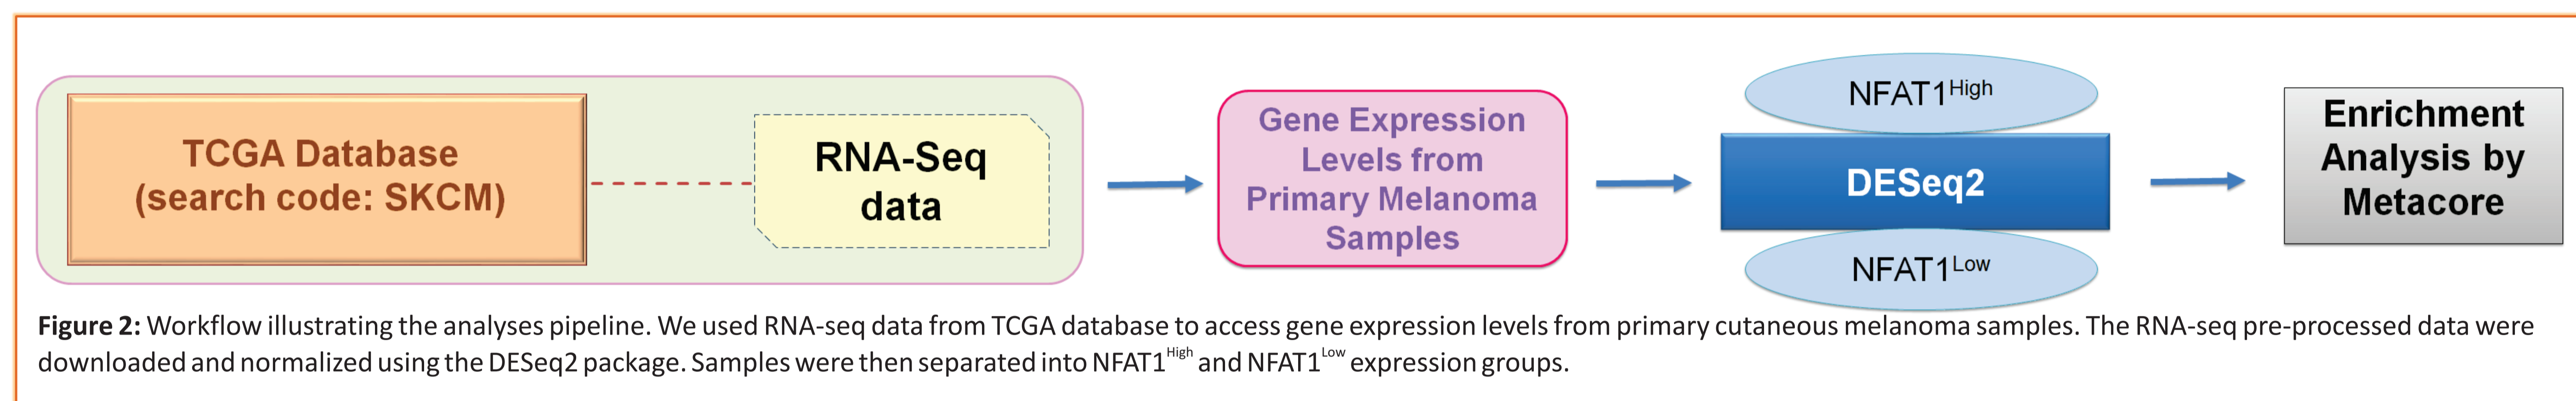 TCGA Database
(search code: SKCM)
RNA-Seq
data
Gene Expression
Levels from
Primary Melanoma
Samples
NFAT1High
DESeq2
NFAT1Low
Enrichment
Analysis by
Metacore
Figure 2: Workflow illustrating the analyses pipeline. We used RNA-seq data from TCGA database to access gene expression levels from primary cutaneous melanoma samples. The RNA-seq pre-processed data were
downloaded and normalized using the DESeq2 package. Samples were then separated into NFAT1High and NFAT1Low expression groups.